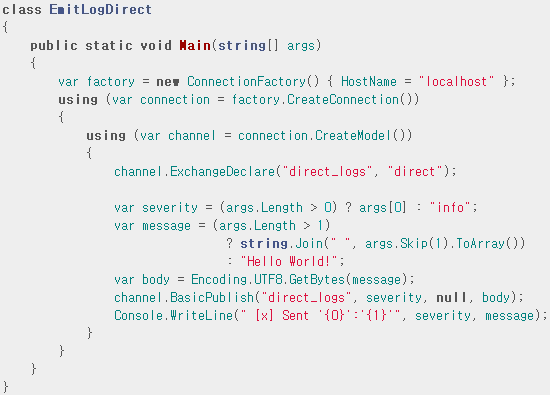 class EmitLogDirect
{
    public static void Main(string[] args)
    {
        var factory = new ConnectionFactory() { HostName = "localhost" };
        using (var connection = factory.CreateConnection())
        {
            using (var channel = connection.CreateModel())
            {
                channel.ExchangeDeclare("direct_logs", "direct");

                var severity = (args.Length > 0) ? args[0] : "info";
                var message = (args.Length > 1)
                                ? string.Join(" ", args.Skip(1).ToArray())
                                : "Hello World!";
                var body = Encoding.UTF8.GetBytes(message);
                channel.BasicPublish("direct_logs", severity, null, body);
                Console.WriteLine(" [x] Sent '{0}':'{1}'", severity, message);
            }
        }
    }
}